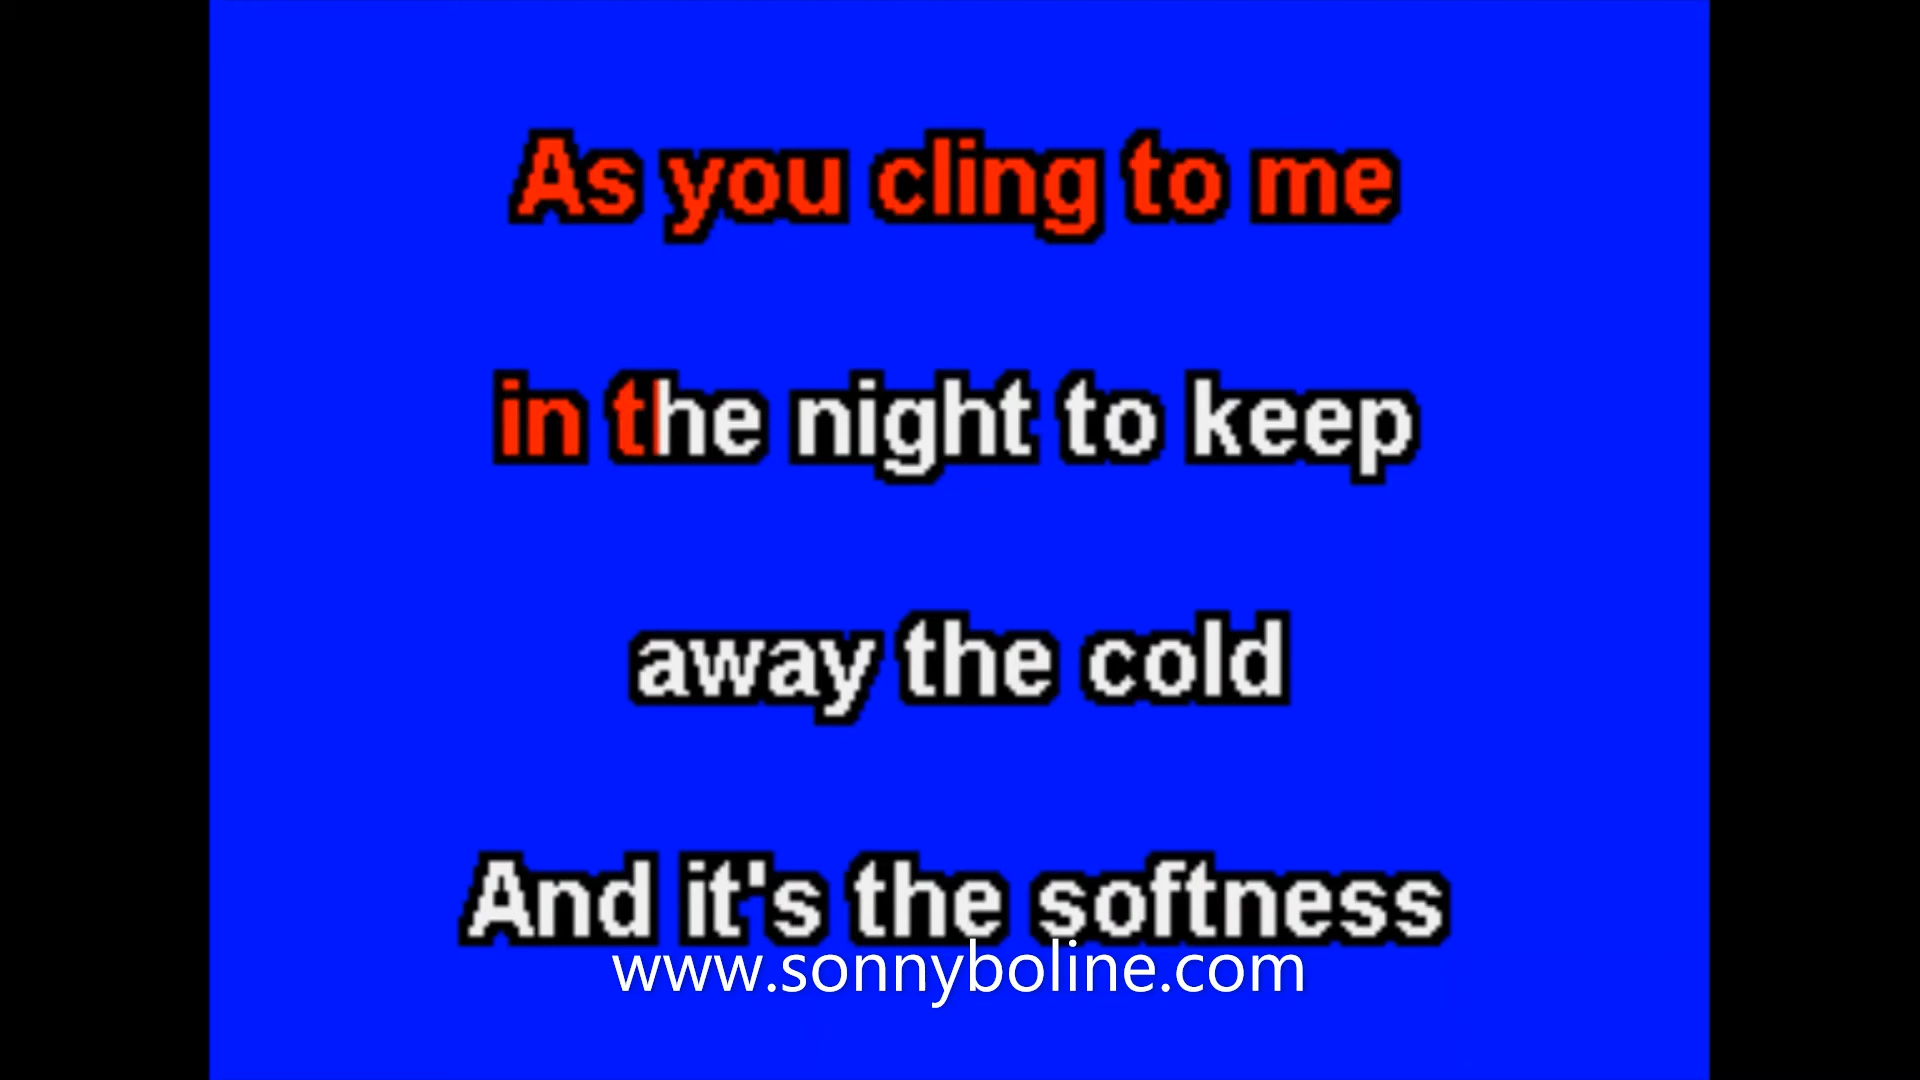 As you cling to me
in the night to keep
away the cold
And it's the softness
www.sonnyboline.com